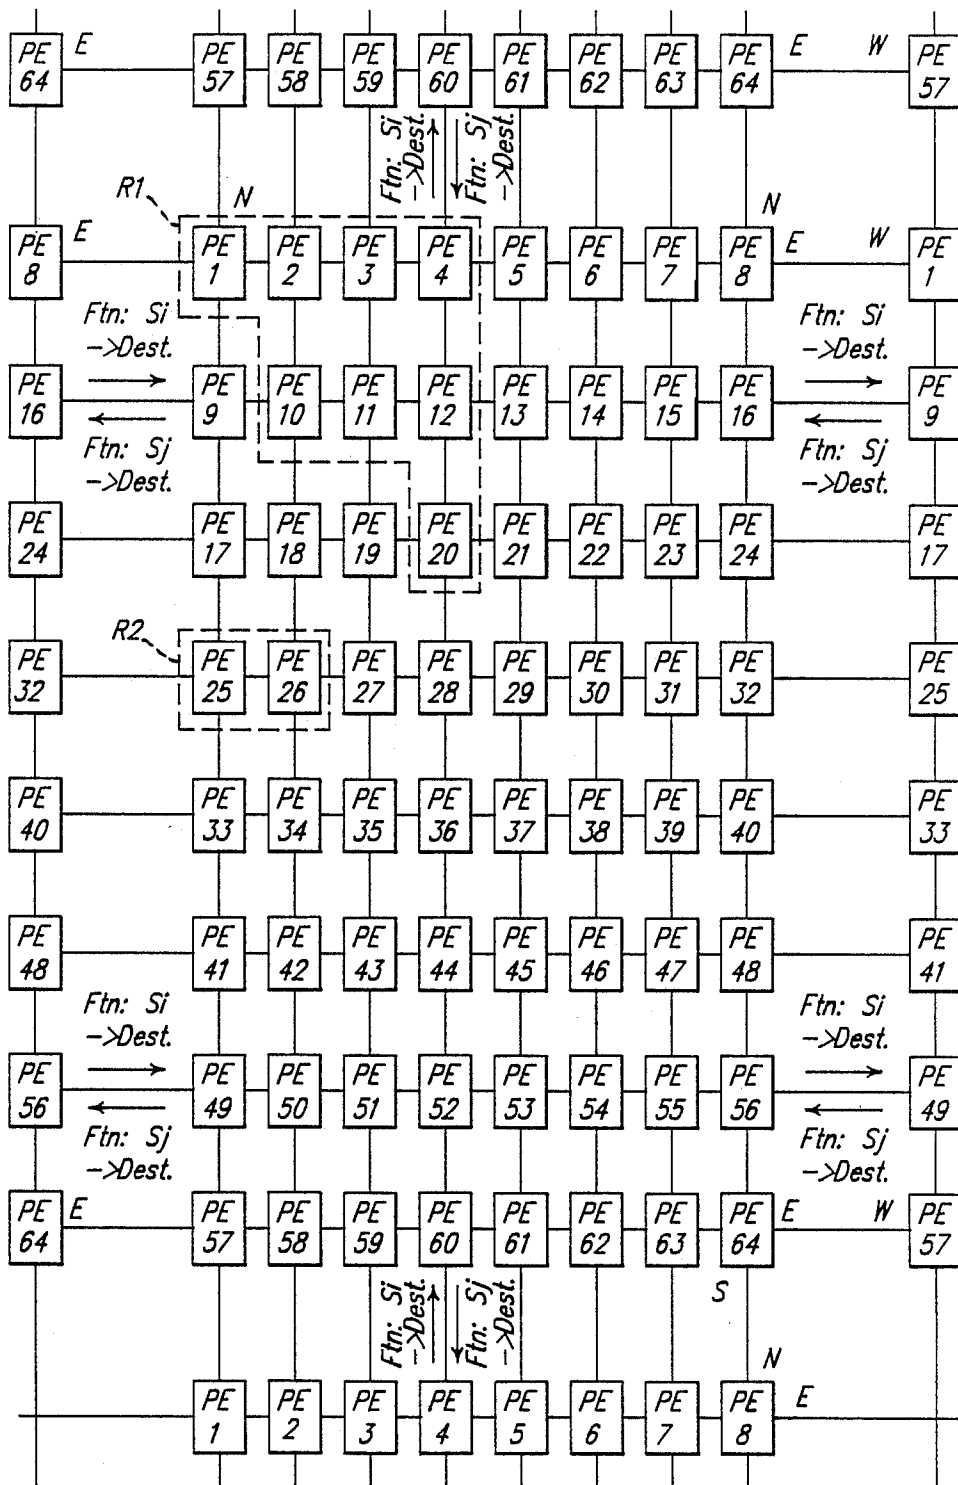 PE 64 E PE 57 PE 58 PE 59 PE 60 PE 61 PE 62 PE 63 PE 64 E W PE 57
Ftn: Si
->Dest.
Ftn: Sj
->Dest.
R1 N N
PE 8 E PE 1 PE 2 PE 3 PE 4 PE 5 PE 6 PE 7 PE 8 E W PE 1
Ftn: Si
->Dest.
Ftn: Si
->Dest.
PE 16 PE 9 PE 10 PE 11 PE 12 PE 13 PE 14 PE 15 PE 16 PE 9
Ftn: Sj
->Dest.
Ftn: Sj
->Dest.
PE 24 PE 17 PE 18 PE 19 PE 20 PE 21 PE 22 PE 23 PE 24 PE 17
R2
PE 32 PE 25 PE 26 PE 27 PE 28 PE 29 PE 30 PE 31 PE 32 PE 25
PE 40 PE 33 PE 34 PE 35 PE 36 PE 37 PE 38 PE 39 PE 40 PE 33
PE 48 PE 41 PE 42 PE 43 PE 44 PE 45 PE 46 PE 47 PE 48 PE 41
Ftn: Si
->Dest.
Ftn: Si
->Dest.
PE 56 PE 49 PE 50 PE 51 PE 52 PE 53 PE 54 PE 55 PE 56 PE 49
Ftn: Sj
->Dest.
Ftn: Sj
->Dest.
PE 64 E PE 57 PE 58 PE 59 PE 60 PE 61 PE 62 PE 63 PE 64 E W PE 57
S
Ftn: Si
->Dest.
Ftn: Sj
->Dest.
N
PE 1 PE 2 PE 3 PE 4 PE 5 PE 6 PE 7 PE 8 E